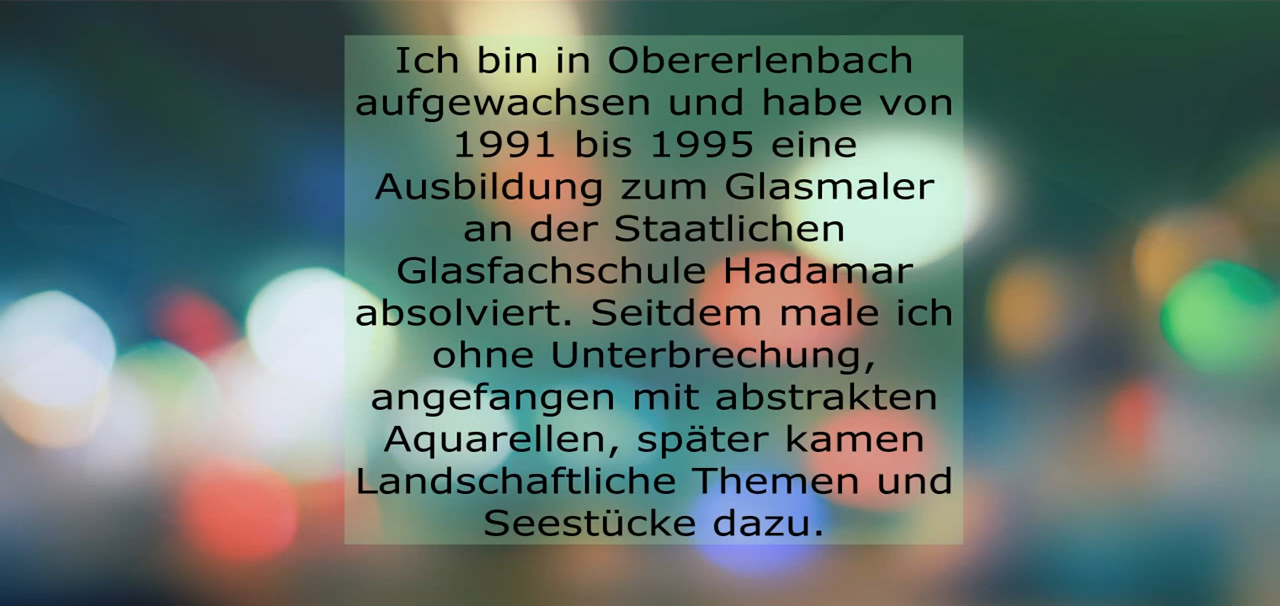 Ich bin in Obererlenbach
aufgewachsen und habe von
1991 bis 1995 eine
Ausbildung zum Glasmaler
an der Staatlichen
Glasfachschule Hadamar
absolviert. Seitdem male ich
ohne Unterbrechung,
angefangen mit abstrakten
Aquarellen, später kamen
Landschaftliche Themen und
Seestücke dazu.